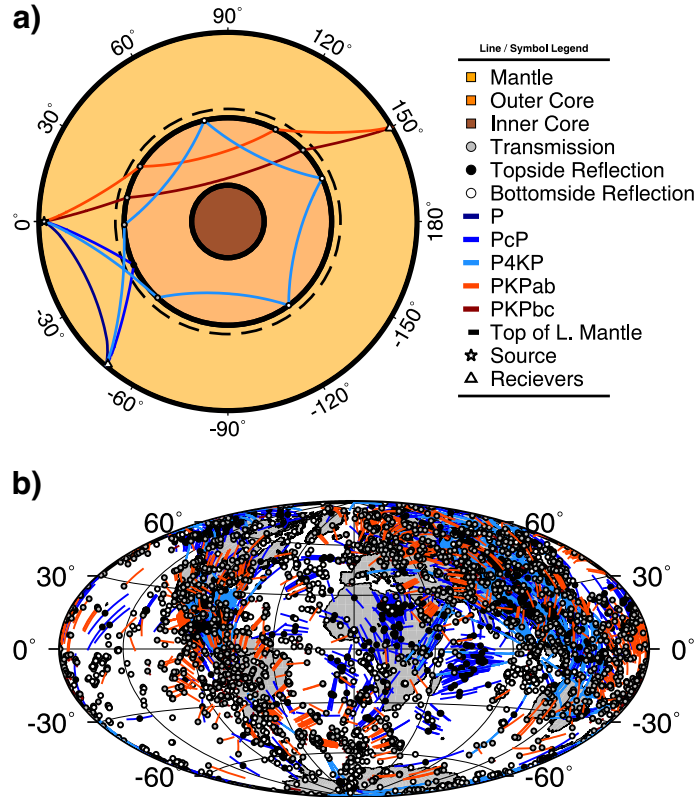 a)
90°
60°
120°
30°
150°
0°
180°
-30°
-150°
-60°
-120°
-90°
Line / Symbol Legend
Mantle
Outer Core
Inner Core
Transmission
Topside Reflection
Bottomside Reflection
P
PcP
P4KP
PKPab
PKPbc
Top of L. Mantle
Source
Recievers
b)
60° 60°
30° 30°
0° 0°
-30° -30°
-60 -60°